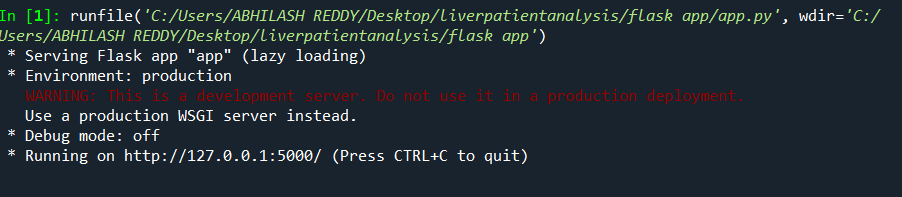 In [1]: runfile('C:/Users/ABHILASH REDDY/Desktop/liverpatientanalysis/flask app/app.py', wdir='C:/
Users/ABHILASH REDDY/Desktop/liverpatientanalysis/flask app')
* Serving Flask app "app" (lazy loading)
* Environment: production
WARNING: This is a development server. Do not use it in a production deployment.
Use a production WSGI server instead.
* Debug mode: off
* Running on http://127.0.0.1:5000/ (Press CTRL+C to quit)